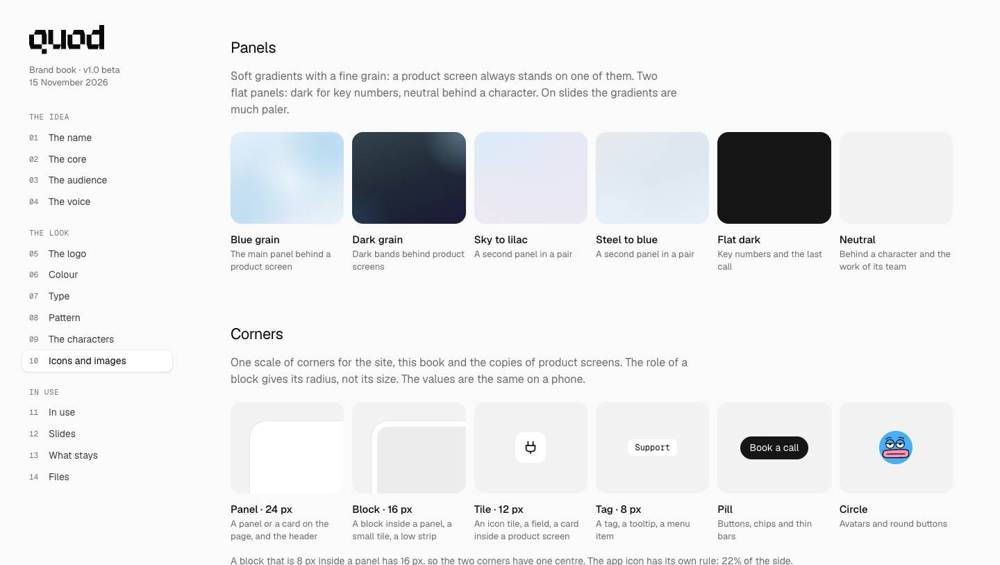 quad
Brand book · v1.0 beta
15 November 2026
THE IDEA
01 The name
02 The core
03 The audience
04 The voice
THE LOOK
05 The logo
06 Colour
07 Type
08 Pattern
09 The characters
10 Icons and images
IN USE
11 In use
12 Slides
13 What stays
14 Files
Panels
Soft gradients with a fine grain: a product screen always stands on one of them. Two
flat panels: dark for key numbers, neutral behind a character. On slides the gradients are
much paler.
Blue grain
The main panel behind a
product screen
Dark grain
Dark bands behind product
screens
Sky to lilac
A second panel in a pair
Steel to blue
A second panel in a pair
Flat dark
Key numbers and the last
call
Neutral
Behind a character and the
work of its team
Corners
One scale of corners for the site, this book and the copies of product screens. The role of a
block gives its radius, not its size. The values are the same on a phone.
Support
Book a call
Panel · 24 px
A panel or a card on the
page, and the header
Block · 16 px
A block inside a panel, a
small tile, a low strip
Tile · 12 px
An icon tile, a field, a card
inside a product screen
Tag · 8 px
A tag, a tooltip, a menu
item
Pill
Buttons, chips and thin
bars
Circle
Avatars and round buttons
A block that is 8 px inside a panel has 16 px, so the two corners have one centre. The app icon has its own rule: 22% of the side.